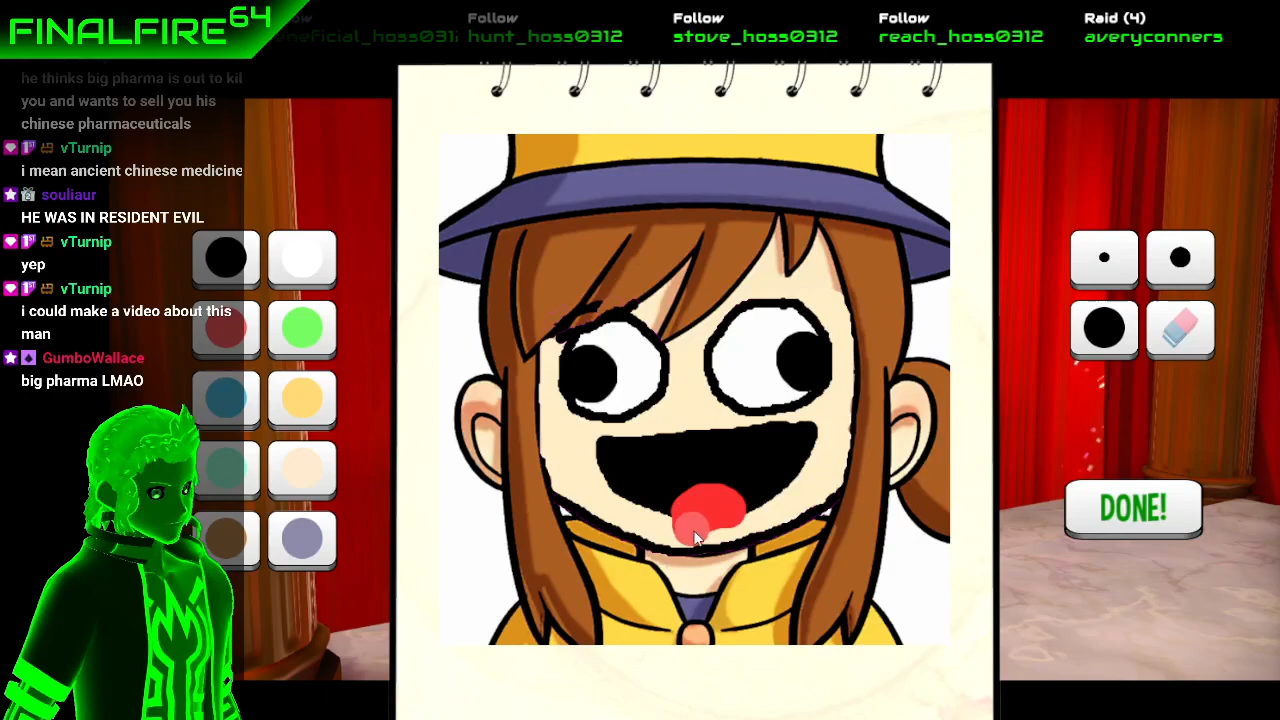 FINALFIRE64
Follow
hunt_hoss0312
Follow
stove_hoss0312
Follow
reach_hoss0312
Raid (4)
averyconners
he thinks big pharma is out to kil
you and wants to sell you his
chinese pharmaceuticals
vTurnip
i mean ancient chinese medicine
souliaur
HE WAS IN RESIDENT EVIL
vTurnip
yep
vTurnip
i could make a video about this
man
GumboWallace
big pharma LMAO
DONE!